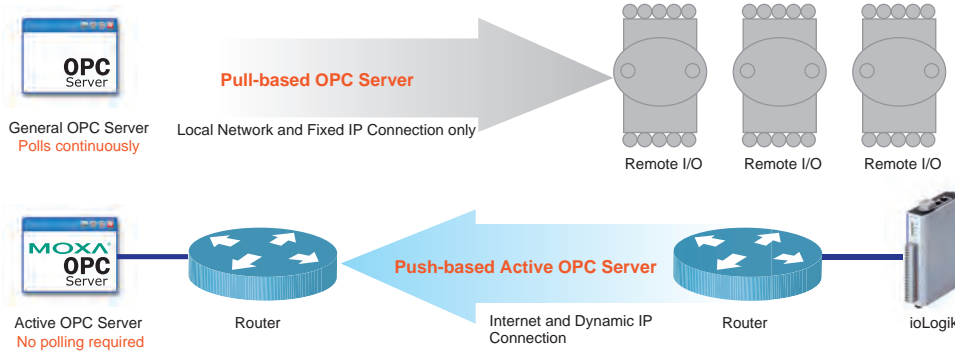 OPC
Server
Pull-based OPC Server
General OPC Server
Polls continuously
Local Network and Fixed IP Connection only
Remote I/O
Remote I/O
Remote I/O
MOXA®
OPC
Server
Push-based Active OPC Server
Active OPC Server
No polling required
Router
Internet and Dynamic IP
Connection
Router
ioLogik